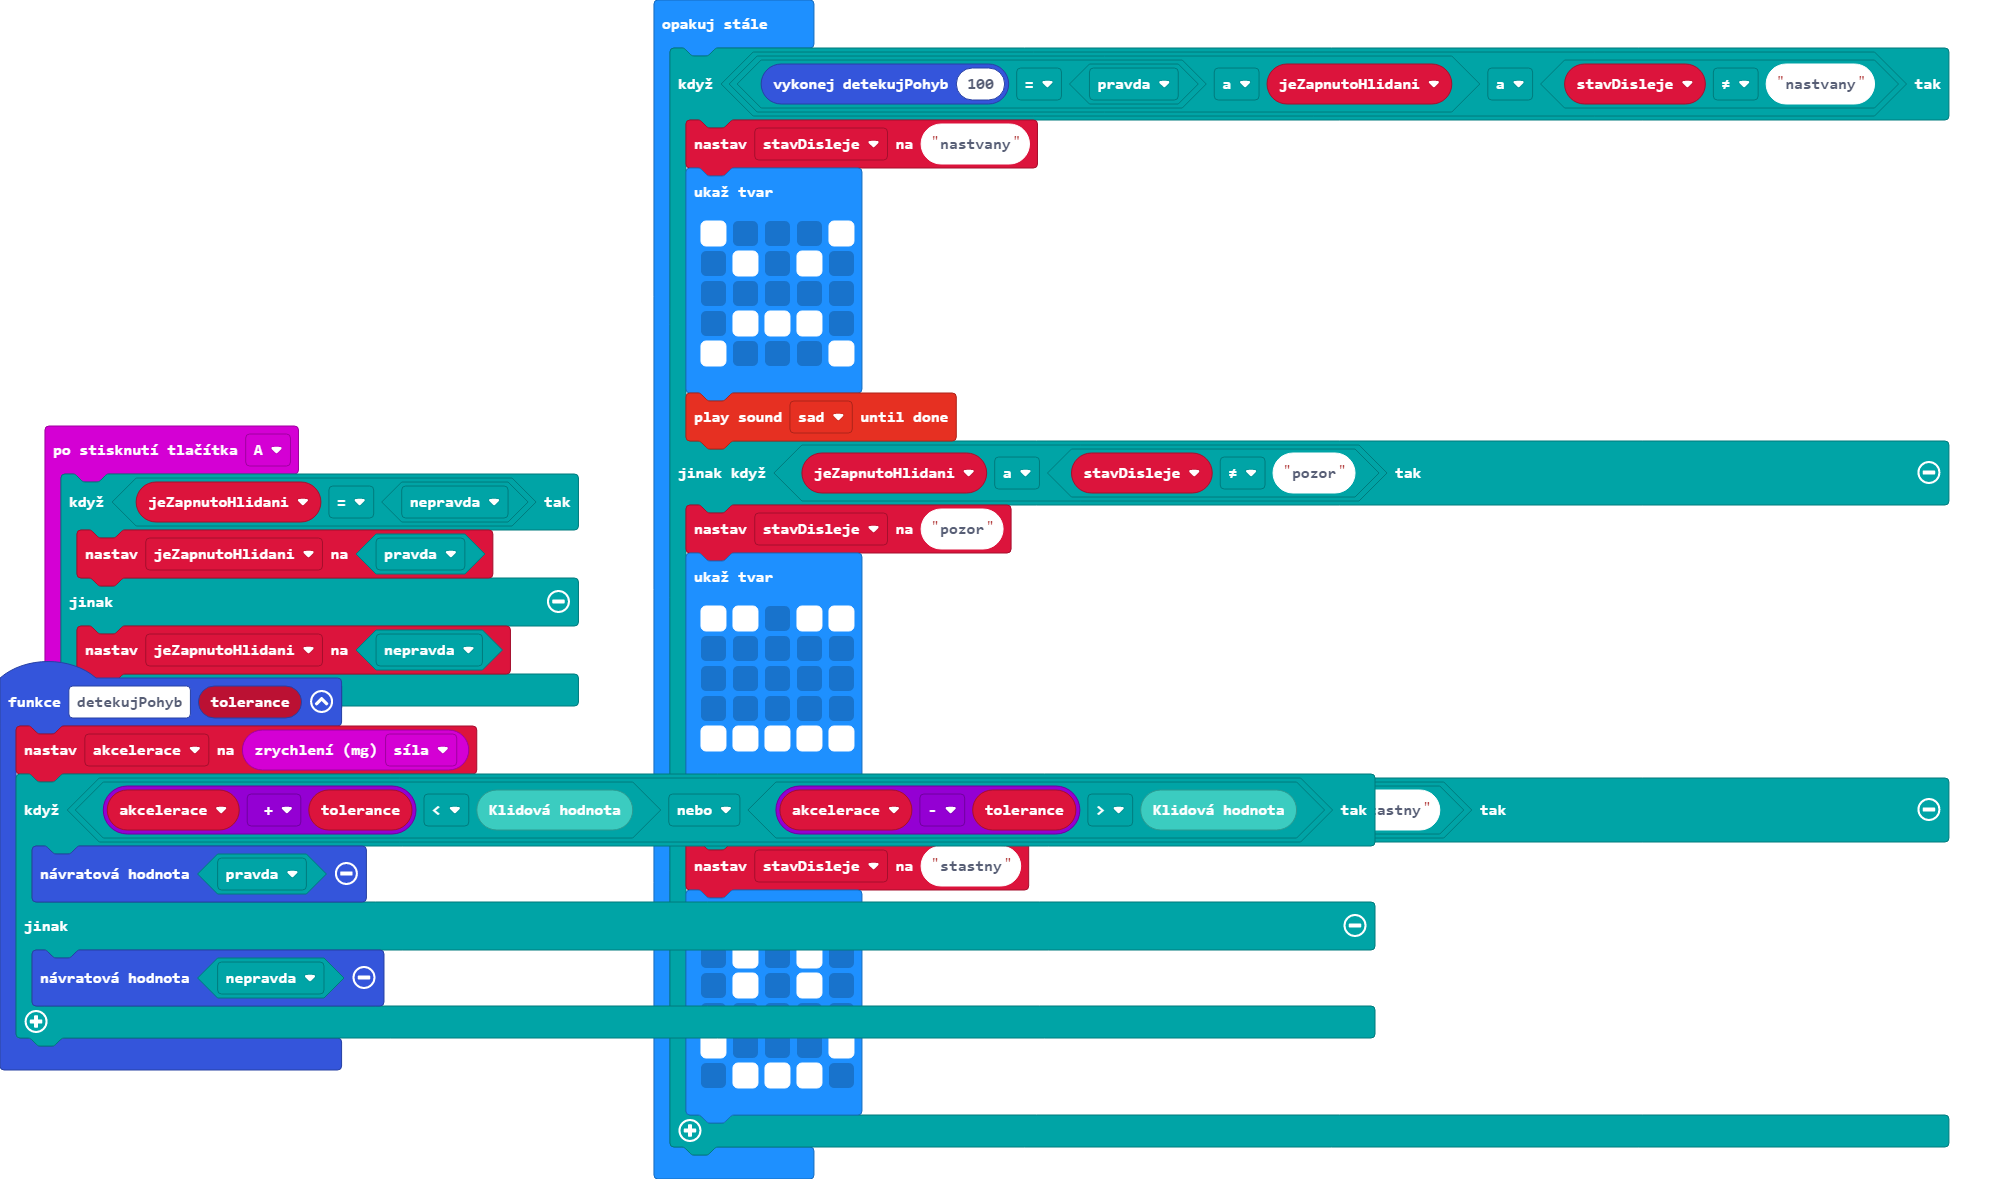 opakuj stále
když vykonej detekujPohyb 100 = pravda a jeZapnutoHlidani a stavDisleje ≠ "nastvany" tak
nastav stavDisleje na "nastvany"
ukaž tvar
play sound sad until done
jinak když jeZapnutoHlidani a stavDisleje ≠ "pozor" tak
nastav stavDisleje na "pozor"
ukaž tvar
astny" tak
nastav stavDisleje na "stastny"
po stisknutí tlačítka A
když jeZapnutoHlidani = nepravda tak
nastav jeZapnutoHlidani na pravda
jinak
nastav jeZapnutoHlidani na nepravda
funkce detekujPohyb tolerance
nastav akcelerace na zrychlení (mg) síla
když akcelerace + tolerance < Klidová hodnota nebo akcelerace - tolerance > Klidová hodnota tak
návratová hodnota pravda
jinak
návratová hodnota nepravda